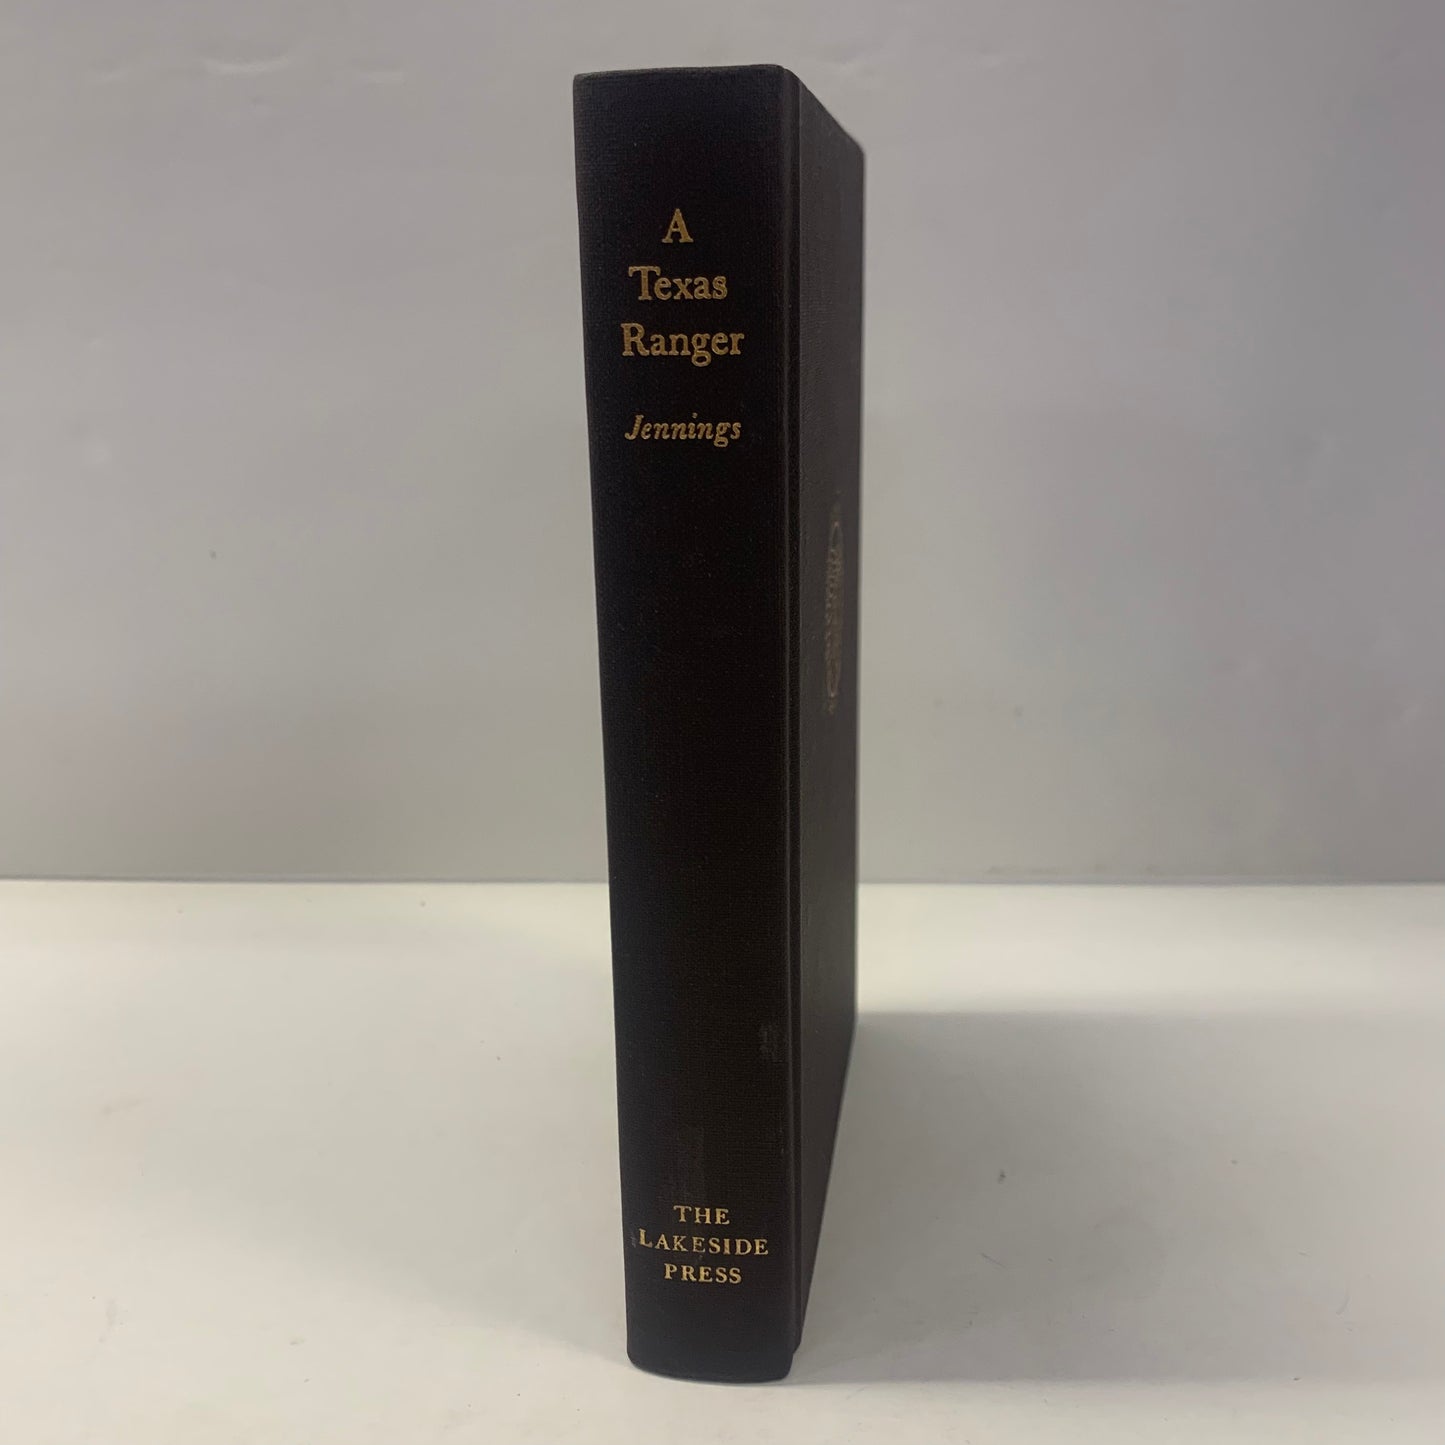 A
Texas
Ranger
Jennings
THE
LAKESIDE
PRESS